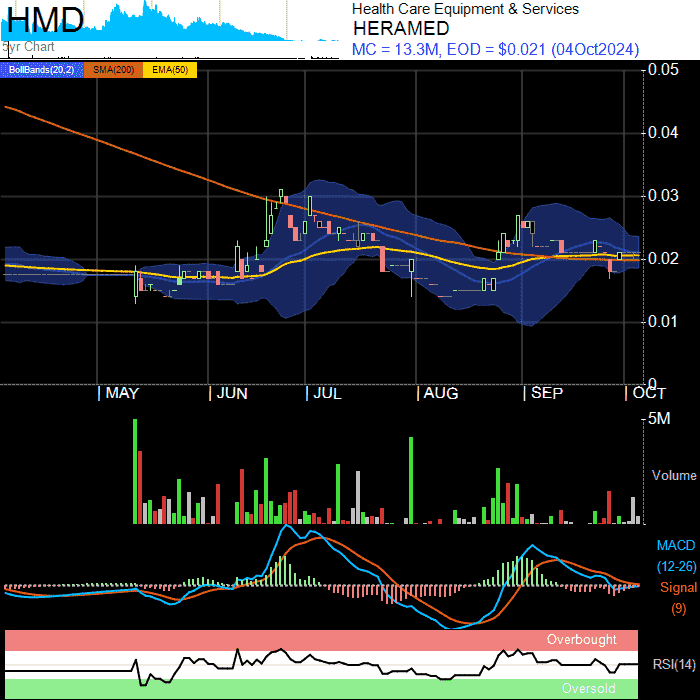 HMD
5yr Chart
Health Care Equipment & Services
HERAMED
MC = 13.3M, EOD = $0.021 (04Oct2024)
BollBands(20,2) SMA(200) EMA(50)
0.05
0.04
0.03
0.02
0.01
0
MAY JUN JUL AUG SEP OCT
5M
Volume
MACD
(12-26)
Signal
(9)
Overbought
RSI(14)
Oversold